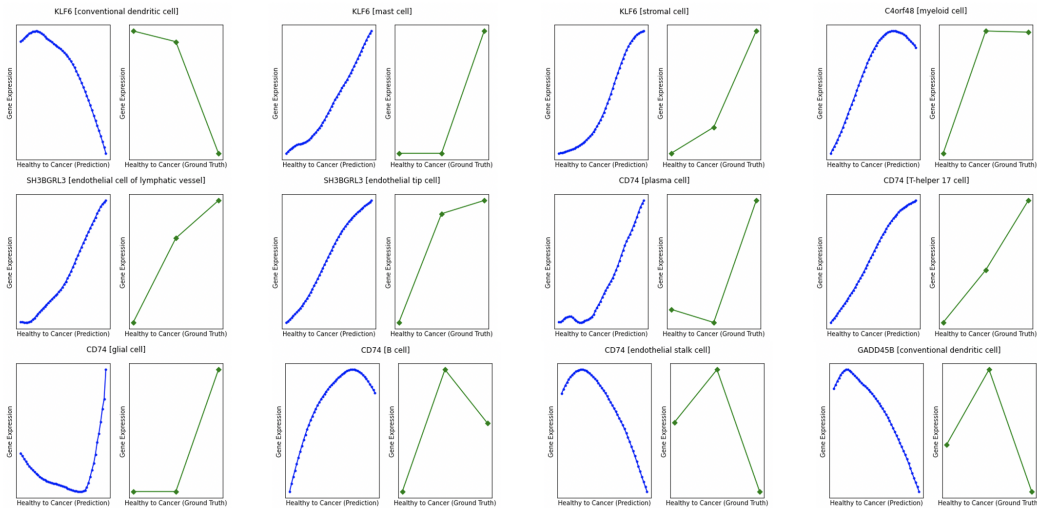 KLF6 [conventional dendritic cell]
KLF6 [mast cell]
KLF6 [stromal cell]
C4orf48 [myeloid cell]
Gene Expression
Gene Expression
Gene Expression
Gene Expression
Gene Expression
Gene Expression
Gene Expression
Gene Expression
Healthy to Cancer (Prediction)
Healthy to Cancer (Ground Truth)
Healthy to Cancer (Prediction)
Healthy to Cancer (Ground Truth)
Healthy to Cancer (Prediction)
Healthy to Cancer (Ground Truth)
Healthy to Cancer (Prediction)
Healthy to Cancer (Ground Truth)
SH3BGRL3 [endothelial cell of lymphatic vessel]
SH3BGRL3 [endothelial tip cell]
CD74 [plasma cell]
CD74 [T-helper 17 cell]
Gene Expression
Gene Expression
Gene Expression
Gene Expression
Gene Expression
Gene Expression
Gene Expression
Gene Expression
Healthy to Cancer (Prediction)
Healthy to Cancer (Ground Truth)
Healthy to Cancer (Prediction)
Healthy to Cancer (Ground Truth)
Healthy to Cancer (Prediction)
Healthy to Cancer (Ground Truth)
Healthy to Cancer (Prediction)
Healthy to Cancer (Ground Truth)
CD74 [glial cell]
CD74 [B cell]
CD74 [endothelial stalk cell]
GADD45B [conventional dendritic cell]
Gene Expression
Gene Expression
Gene Expression
Gene Expression
Gene Expression
Gene Expression
Gene Expression
Gene Expression
Healthy to Cancer (Prediction)
Healthy to Cancer (Ground Truth)
Healthy to Cancer (Prediction)
Healthy to Cancer (Ground Truth)
Healthy to Cancer (Prediction)
Healthy to Cancer (Ground Truth)
Healthy to Cancer (Prediction)
Healthy to Cancer (Ground Truth